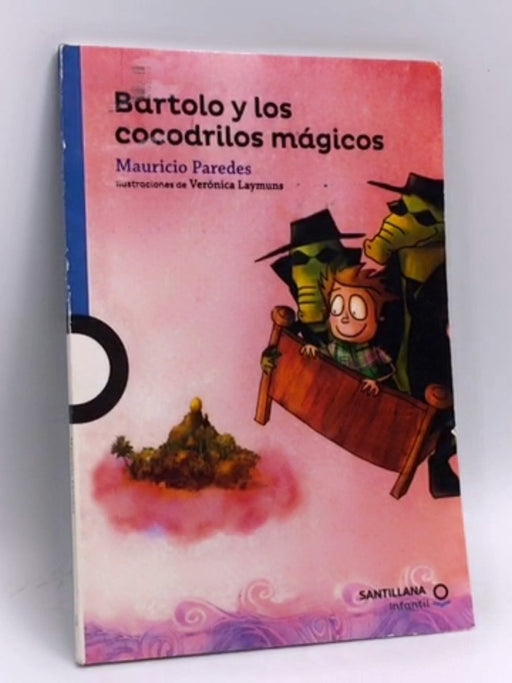 Bartolo y los
cocodrilos mágicos
Mauricio Paredes
Ilustraciones de Verónica Laymuns
SANTILLANA
infantil